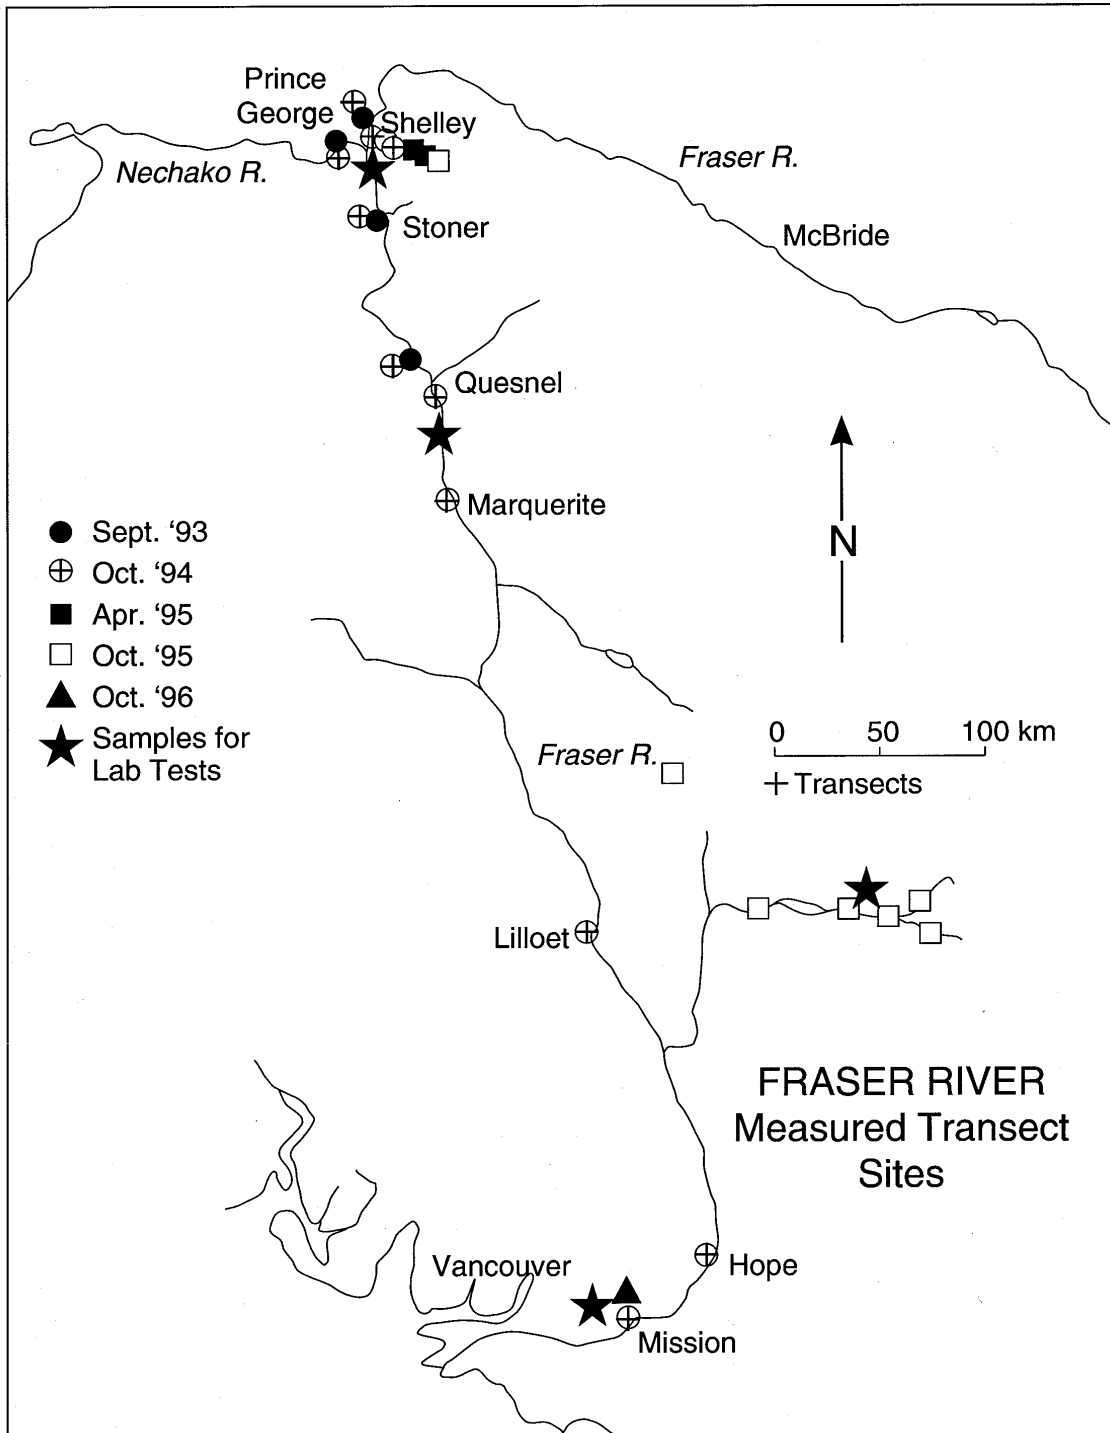 Prince
George
Shelley
Nechako R.
Fraser R.
Stoner
McBride
Quesnel
Marquerite
N
Sept. ‘93
Oct. ‘94
Apr. ‘95
Oct. ‘95
Oct. ‘96
Samples for
Lab Tests
0 50 100 km
Transects
Fraser R.
Lilloet
FRASER RIVER
Measured Transect
Sites
Vancouver
Hope
Mission